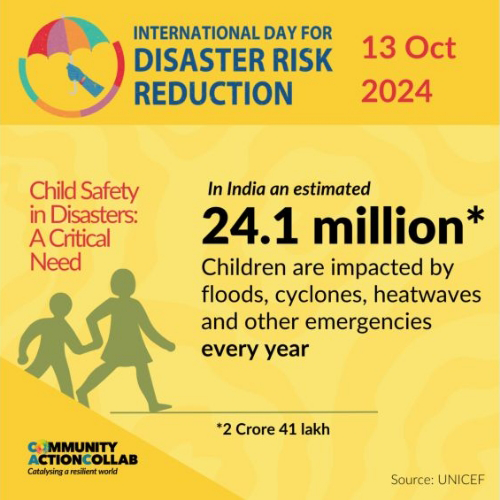 INTERNATIONAL DAY FOR
DISASTER RISK
REDUCTION
13 Oct
2024
Child Safety
in Disasters:
A Critical
Need
In India an estimated
24.1 million*
Children are impacted by
floods, cyclones, heatwaves
and other emergencies
every year
*2 Crore 41 lakh
COMMUNITY
ACTIONCOLLAB
Catalysing a resilient world
Source: UNICEF